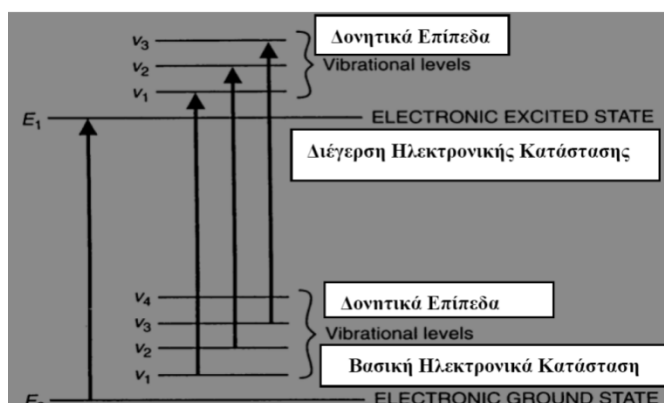 v3
Δονητικά Επίπεδα
v2
Vibrational levels
v1
E1
ELECTRONIC EXCITED STATE
Διέγερση Ηλεκτρονικής Κατάστασης
v4
Δονητικά Επίπεδα
v3
Vibrational levels
v2
v1
Βασική Ηλεκτρονικά Κατάσταση
ELECTRONIC GROUND STATE